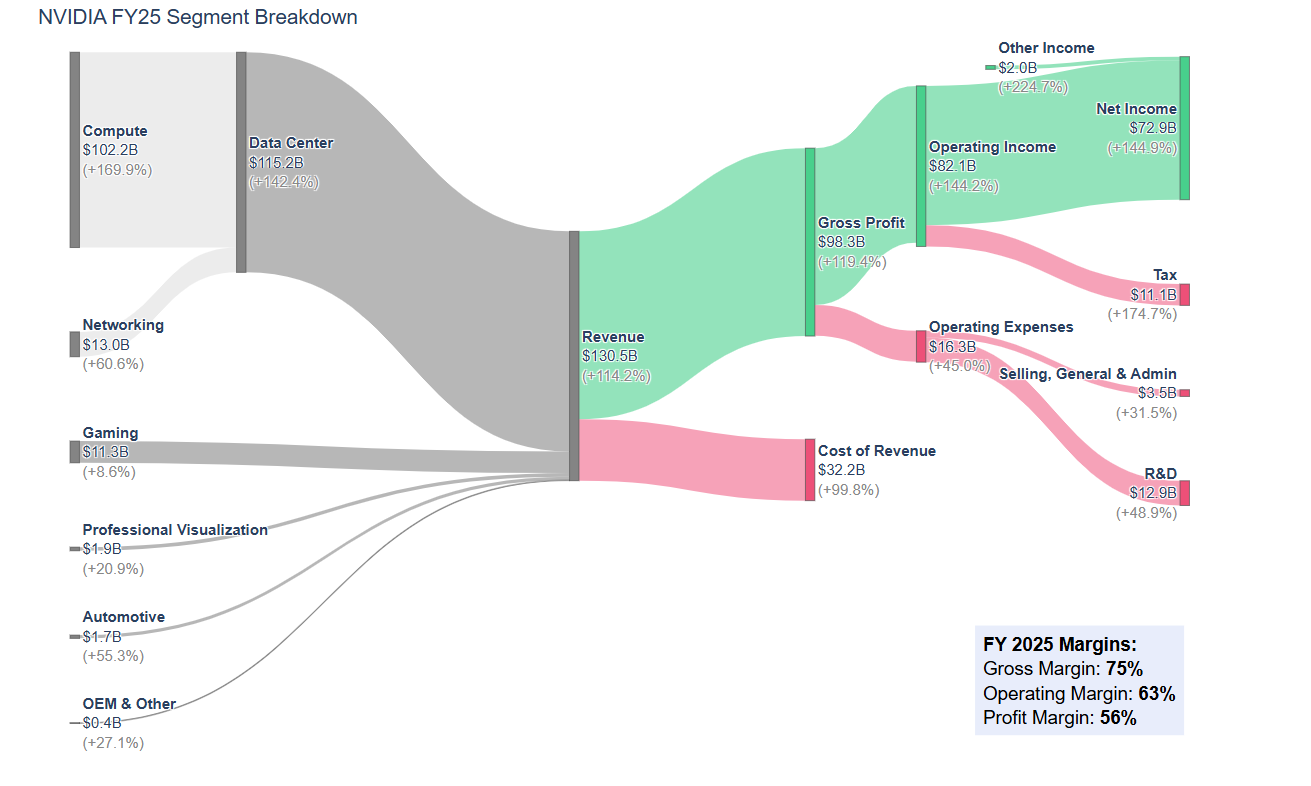 NVIDIA FY25 Segment Breakdown
Compute
$102.2B
(+169.9%)
Networking
$13.0B
(+60.6%)
Gaming
$11.3B
(+8.6%)
Professional Visualization
$1.9B
(+20.9%)
Automotive
$1.7B
(+55.3%)
OEM & Other
$0.4B
(+27.1%)
Data Center
$115.2B
(+142.4%)
Revenue
$130.5B
(+114.2%)
Gross Profit
$98.3B
(+119.4%)
Cost of Revenue
$32.2B
(+99.8%)
Other Income
$2.0B
(+224.7%)
Operating Income
$82.1B
(+144.2%)
Operating Expenses
$16.3B
(+45.0%)
Net Income
$72.9B
(+144.9%)
Tax
$11.1B
(+174.7%)
Selling, General & Admin
$3.5B
(+31.5%)
R&D
$12.9B
(+48.9%)
FY 2025 Margins:
Gross Margin: 75%
Operating Margin: 63%
Profit Margin: 56%